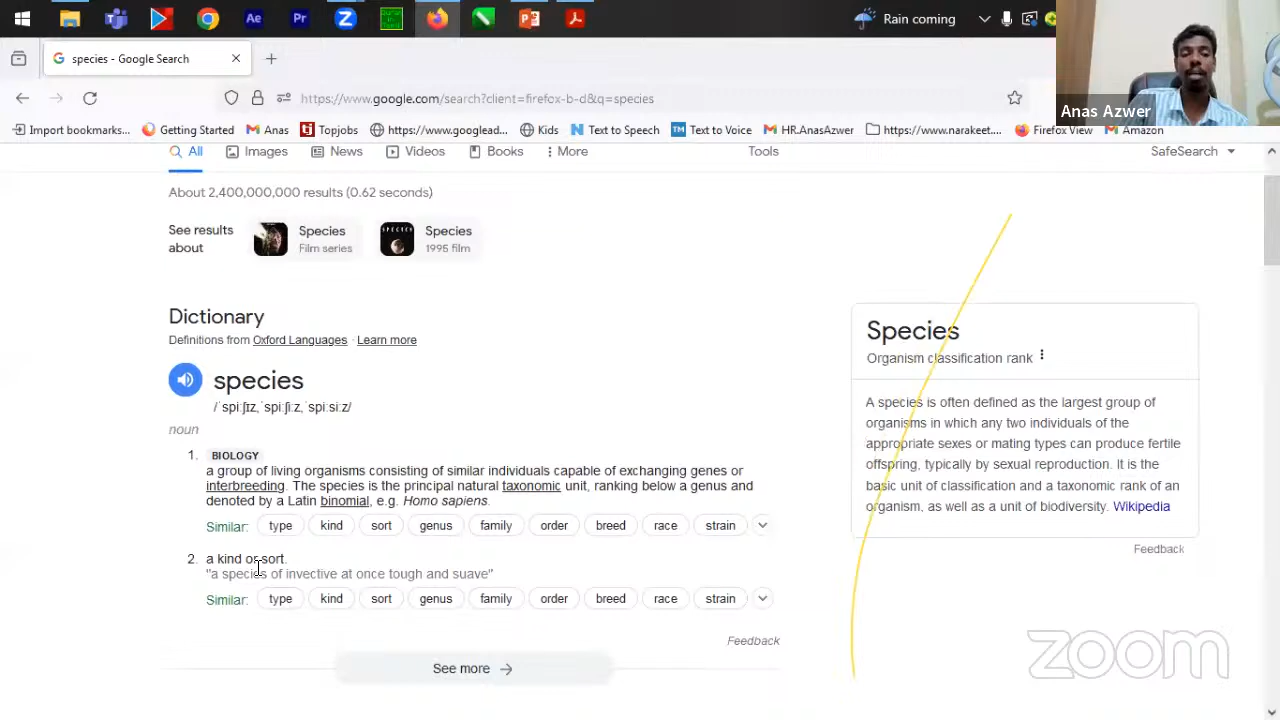 Ae
Pr
Rain coming
species - Google Search
https://www.google.com/search?client=firefox-b-d&q=species
Anas Azwer
Import bookmarks...
Getting Started
Anas
tj Topjobs
https://www.googlead...
Kids
N Text to Speech
TM Text to Voice
HR.AnasAzwer
https://www.narakeet....
Firefox View
Amazon
All
Images
News
Videos
Books
More
Tools
SafeSearch
About 2,400,000,000 results (0.62 seconds)
See results
about
Species
Film series
Species
1995 film
Dictionary
Definitions from Oxford Languages · Learn more
species
/ˈspiːʃɪz,ˈspiːʃiːz,ˈspiːsiːz/
noun
1. BIOLOGY
a group of living organisms consisting of similar individuals capable of exchanging genes or
interbreeding. The species is the principal natural taxonomic unit, ranking below a genus and
denoted by a Latin binomial, e.g. Homo sapiens.
Similar: type kind sort genus family order breed race strain
2. a kind or sort.
"a species of invective at once tough and suave"
Similar: type kind sort genus family order breed race strain
Feedback
See more →
Species
Organism classification rank
A species is often defined as the largest group of
organisms in which any two individuals of the
appropriate sexes or mating types can produce fertile
offspring, typically by sexual reproduction. It is the
basic unit of classification and a taxonomic rank of an
organism, as well as a unit of biodiversity. Wikipedia
Feedback
zoom